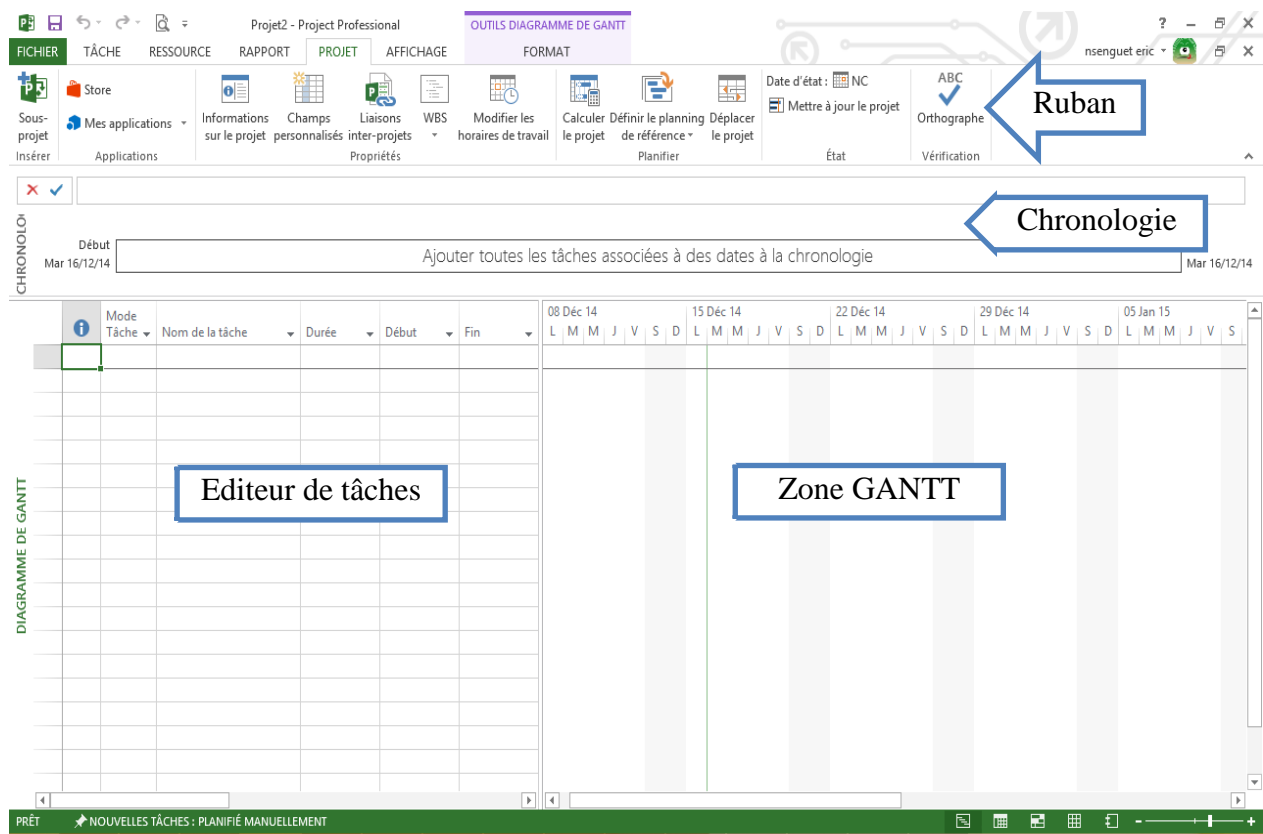 Projet2 - Project Professional
OUTILS DIAGRAMME DE GANTT
?
FICHIER TÂCHE RESSOURCE RAPPORT PROJET AFFICHAGE FORMAT
nsenguet eric
Sous-
projet
Insérer
Store
Mes applications
Applications
Informations
sur le projet
Champs
personnalisés
Liaisons
inter-projets
WBS
Modifier les
horaires de travail
Propriétés
Calculer
le projet
Définir le planning
de référence
Déplacer
le projet
Planifier
Date d'état : NC
Mettre à jour le projet
État
ABC
Orthographe
Vérification
Ruban
Chronologie
CHRONOLO
Début
Mar 16/12/14
Ajouter toutes les tâches associées à des dates à la chronologie
Mar 16/12/14
Mode
Tâche
Nom de la tâche
Durée
Début
Fin
08 Déc 14 15 Déc 14 22 Déc 14 29 Déc 14 05 Jan 15
L M M J V S D L M M J V S D L M M J V S D L M M J V S D L M M J V S
DIAGRAMME DE GANTT
Editeur de tâches
Zone GANTT
PRÊT
NOUVELLES TÂCHES : PLANIFIÉ MANUELLEMENT